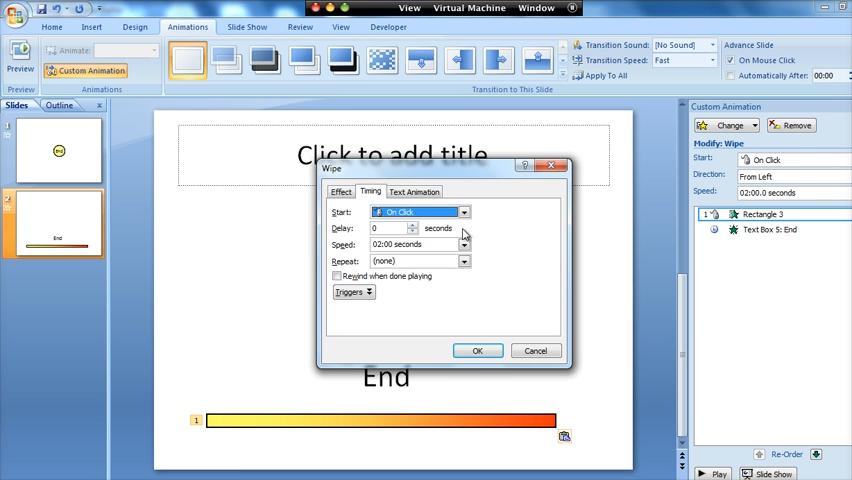 View Virtual Machine Window
Home Insert Design Animations Slide Show Review View Developer
Preview
Animate:
Custom Animation
Transition Sound: [No Sound]
Transition Speed: Fast
Apply To All
Advance Slide
On Mouse Click
Automatically After: 00:00
Preview
Animations
Transition to This Slide
Slides Outline
1
End
2
End
Click to add title
End
1
Wipe
Effect Timing Text Animation
Start: On Click
Delay: 0 seconds
Speed: 02:00 seconds
Repeat: (none)
Rewind when done playing
Triggers
OK Cancel
Custom Animation
Change Remove
Modify: Wipe
Start: On Click
Direction: From Left
Speed: 02:00.0 seconds
1 Rectangle 3
Text Box 5: End
Re-Order
Play Slide Show